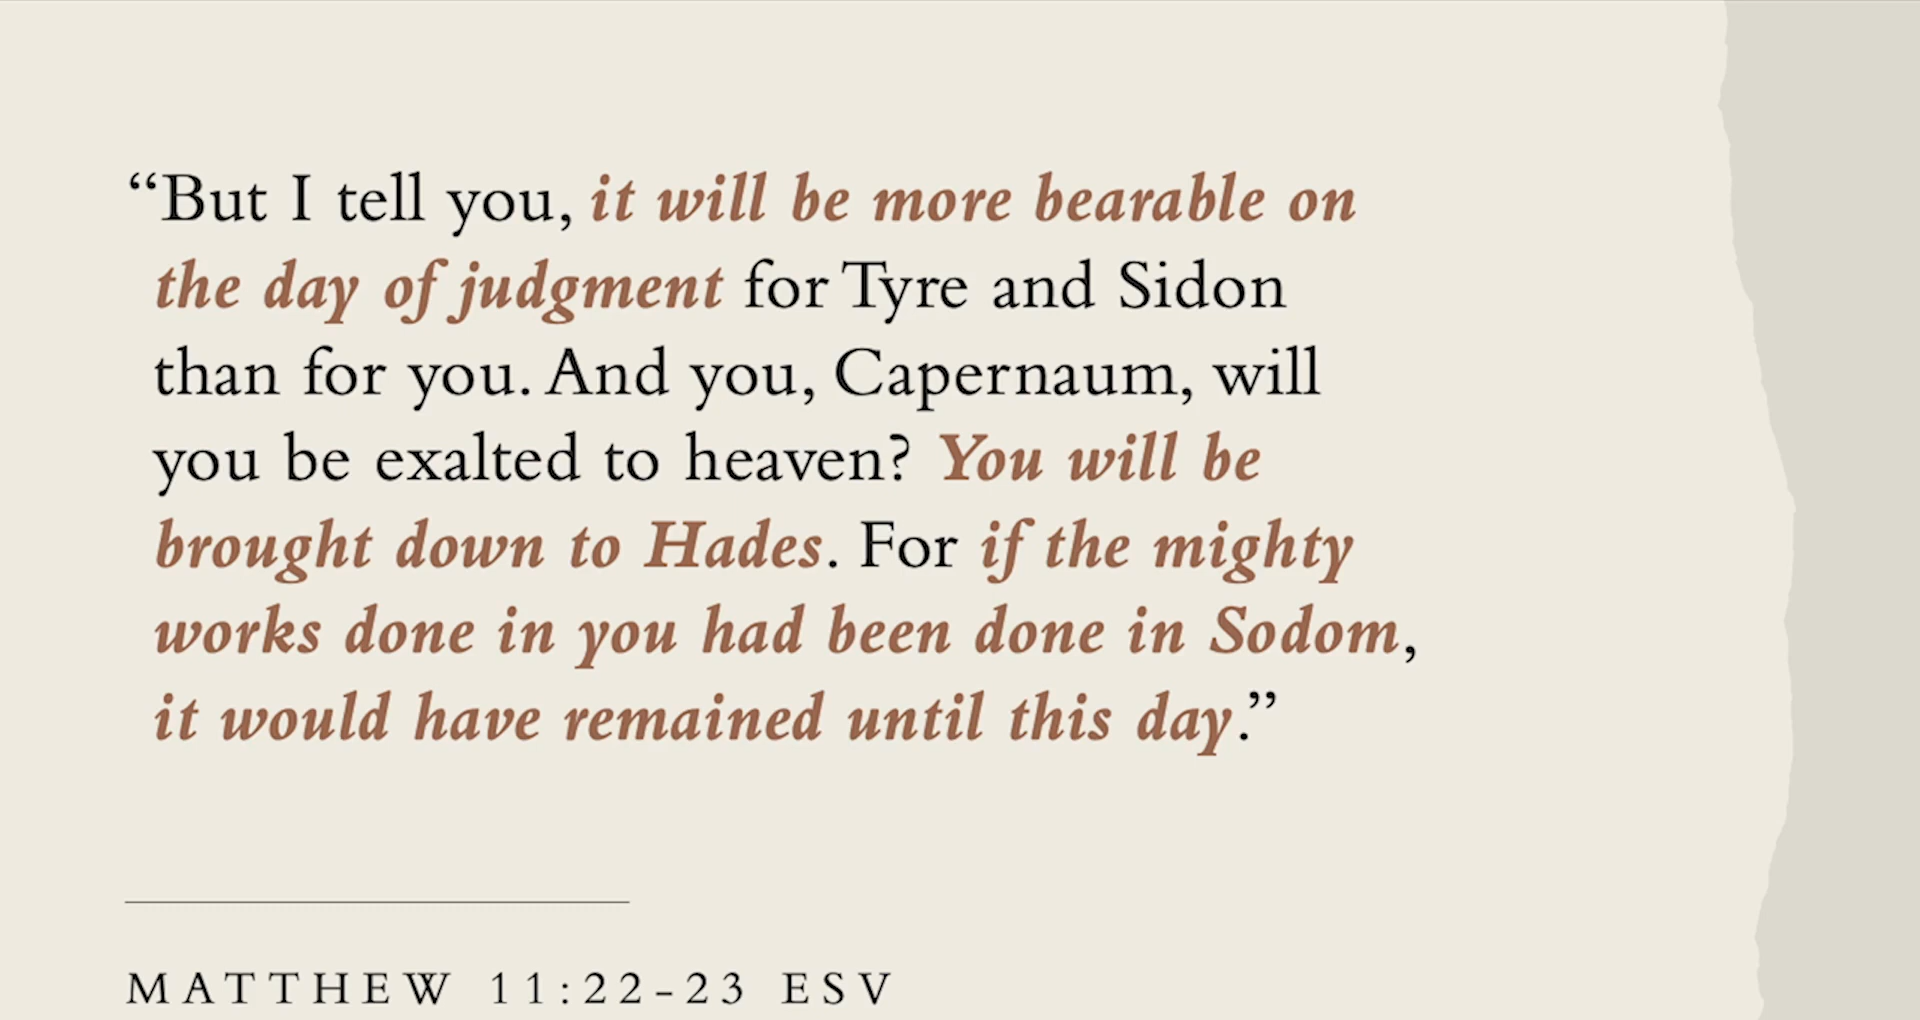 “But I tell you, it will be more bearable on
the day of judgment for Tyre and Sidon
than for you. And you, Capernaum, will
you be exalted to heaven? You will be
brought down to Hades. For if the mighty
works done in you had been done in Sodom,
it would have remained until this day.”
MATTHEW 11:22-23 ESV